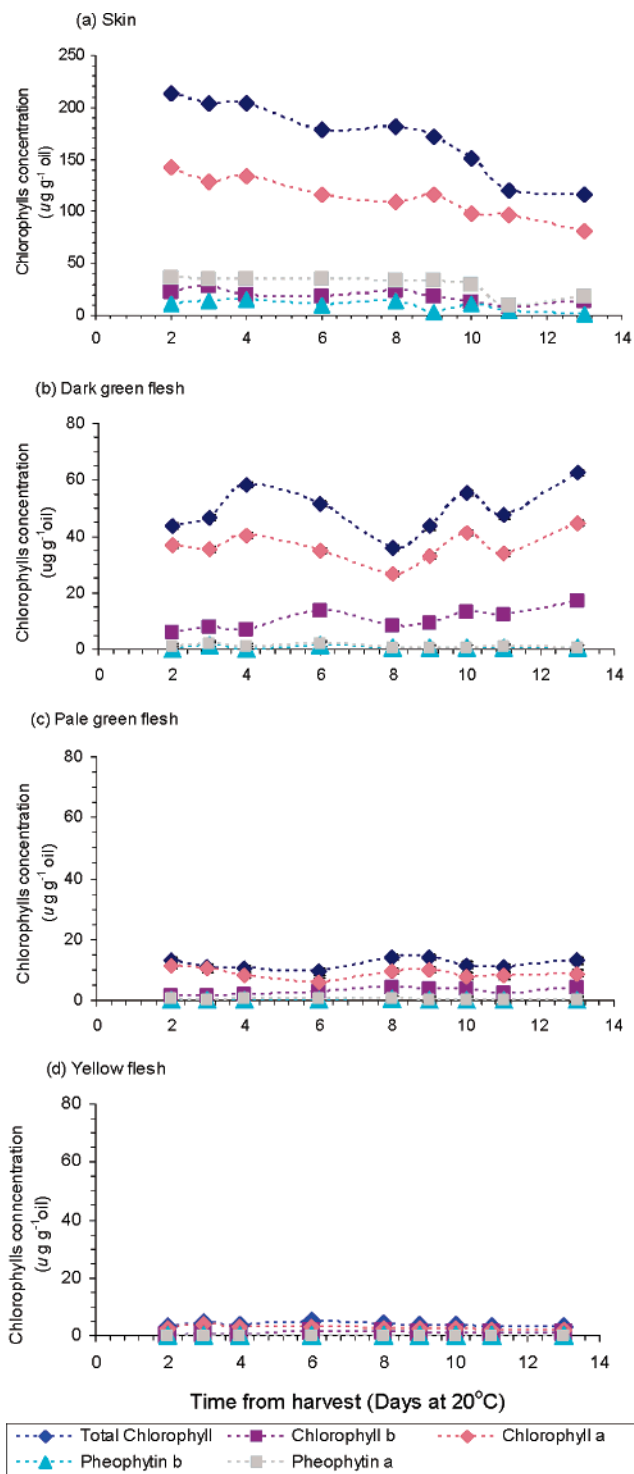 (a) Skin
Chlorophylls concentration
(ug g⁻¹ oil)
250
200
150
100
50
0
0 2 4 6 8 10 12 14
(b) Dark green flesh
Chlorophylls concentration
(ug g⁻¹oil)
80
60
40
20
0
0 2 4 6 8 10 12 14
(c) Pale green flesh
Chlorophylls concentration
(ug g⁻¹ oil)
80
60
40
20
0
0 2 4 6 8 10 12 14
(d) Yellow flesh
Chlorophylls conncentration
(ug g⁻¹oil)
80
60
40
20
0
0 2 4 6 8 10 12 14
Time from harvest (Days at 20°C)
Total Chlorophyll Chlorophyll b Chlorophyll a
Pheophytin b Pheophytin a